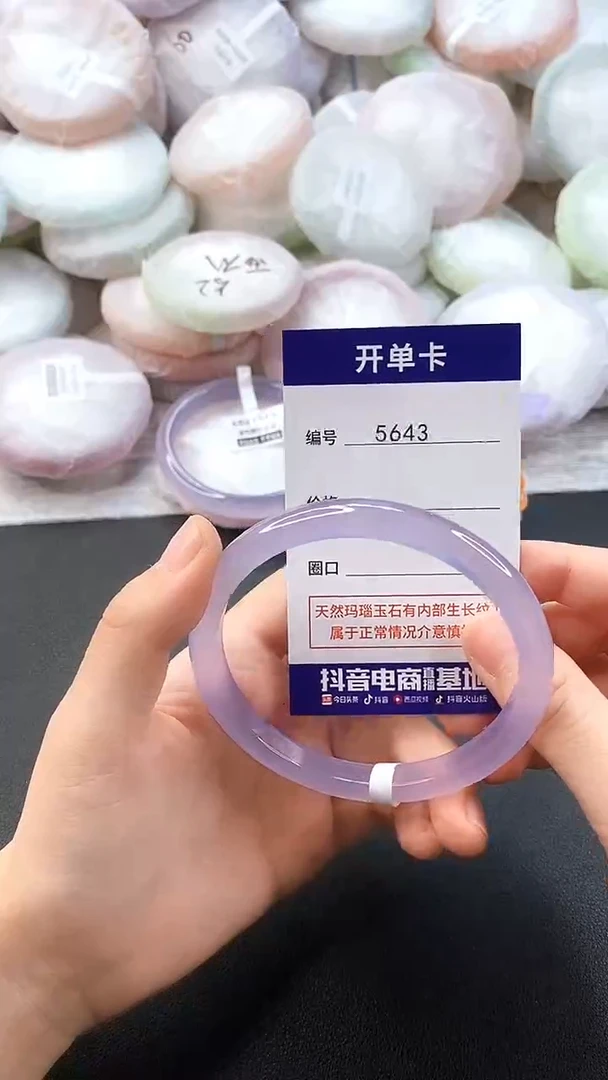 开单卡
编号 5643
价格
圈口
天然玛瑙玉石有内部生长纹
属于正常情况介意慎
抖音电商直播基地
今日头条 抖音 西瓜视频 抖音火山版